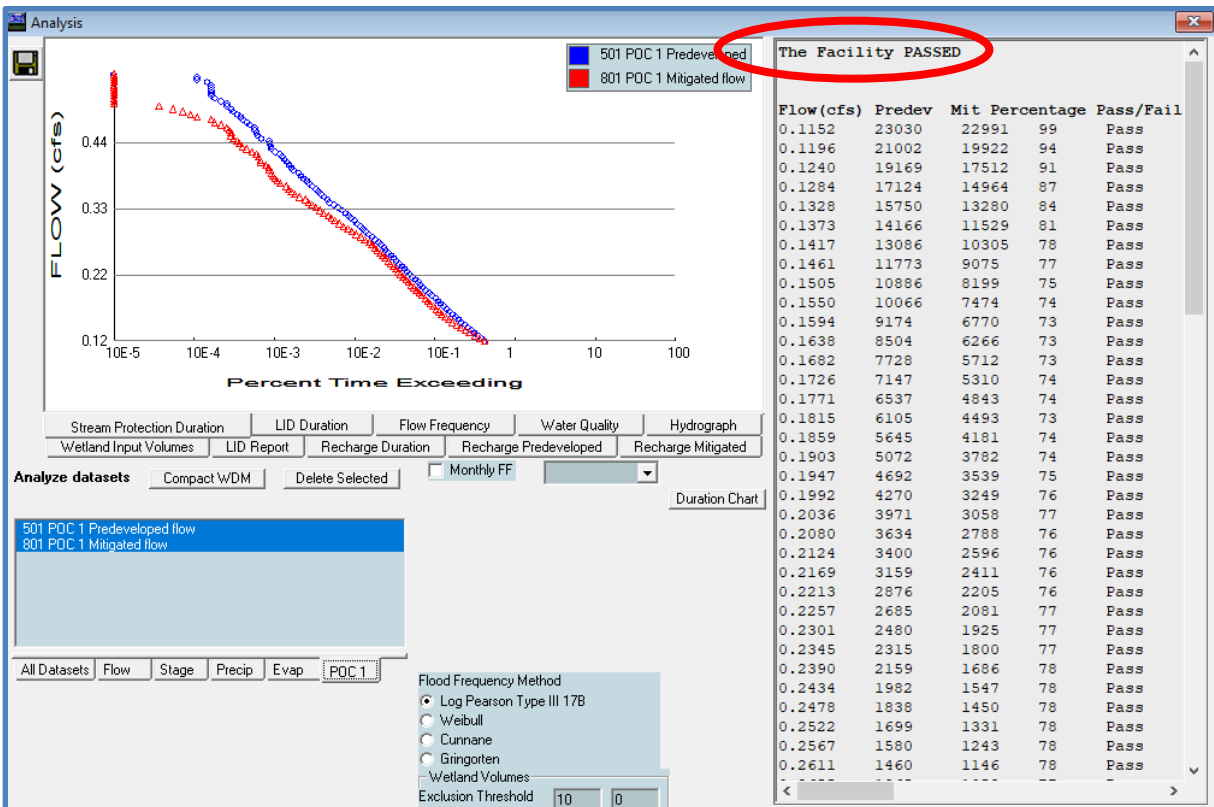 Analysis
501 POC 1 Predeveloped
801 POC 1 Mitigated flow
FLOW (cfs)
0.44
0.33
0.22
0.12
10E-5 10E-4 10E-3 10E-2 10E-1 1 10 100
Percent Time Exceeding
Stream Protection Duration LID Duration Flow Frequency Water Quality Hydrograph
Wetland Input Volumes LID Report Recharge Duration Recharge Predeveloped Recharge Mitigated
Analyze datasets Compact WDM Delete Selected Monthly FF
Duration Chart
501 POC 1 Predeveloped flow
801 POC 1 Mitigated flow
All Datasets Flow Stage Precip Evap POC 1
Flood Frequency Method
Log Pearson Type III 17B
Weibull
Cunnane
Gringorten
Wetland Volumes
Exclusion Threshold 10 0
The Facility PASSED
Flow(cfs) Predev Mit Percentage Pass/Fail
0.1152 23030 22991 99 Pass
0.1196 21002 19922 94 Pass
0.1240 19169 17512 91 Pass
0.1284 17124 14964 87 Pass
0.1328 15750 13280 84 Pass
0.1373 14166 11529 81 Pass
0.1417 13086 10305 78 Pass
0.1461 11773 9075 77 Pass
0.1505 10886 8199 75 Pass
0.1550 10066 7474 74 Pass
0.1594 9174 6770 73 Pass
0.1638 8504 6266 73 Pass
0.1682 7728 5712 73 Pass
0.1726 7147 5310 74 Pass
0.1771 6537 4843 74 Pass
0.1815 6105 4493 73 Pass
0.1859 5645 4181 74 Pass
0.1903 5072 3782 74 Pass
0.1947 4692 3539 75 Pass
0.1992 4270 3249 76 Pass
0.2036 3971 3058 77 Pass
0.2080 3634 2788 76 Pass
0.2124 3400 2596 76 Pass
0.2169 3159 2411 76 Pass
0.2213 2876 2205 76 Pass
0.2257 2685 2081 77 Pass
0.2301 2480 1925 77 Pass
0.2345 2315 1800 77 Pass
0.2390 2159 1686 78 Pass
0.2434 1982 1547 78 Pass
0.2478 1838 1450 78 Pass
0.2522 1699 1331 78 Pass
0.2567 1580 1243 78 Pass
0.2611 1460 1146 78 Pass